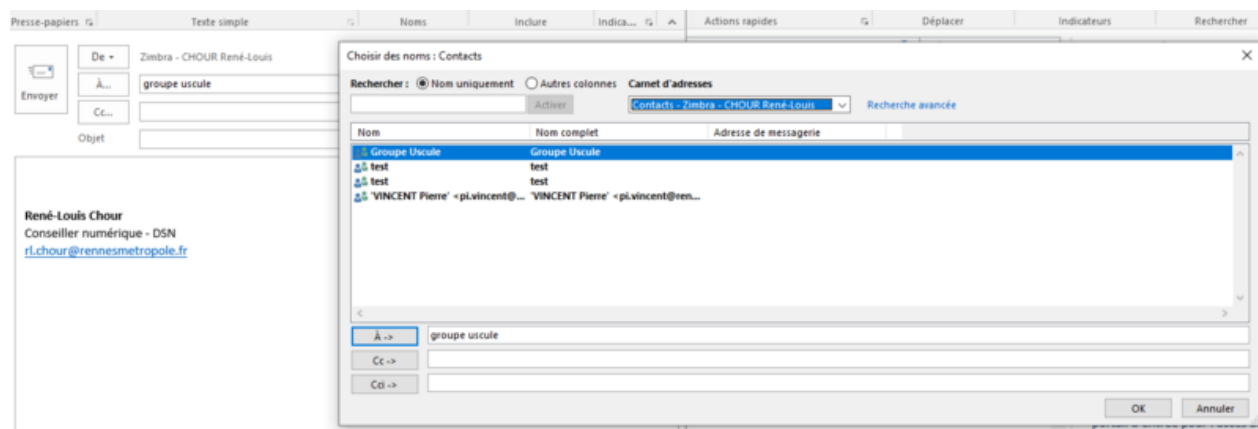 Presse-papiers Texte simple Noms Inclure Indica... Actions rapides Déplacer Indicateurs Rechercher
Envoyer
De Zimbra - CHOUR René-Louis
À... groupe uscule
Cc...
Objet
René-Louis Chour
Conseiller numérique - DSN
rl.chour@rennesmetropole.fr
Choisir des noms : Contacts
Rechercher : Nom uniquement Autres colonnes Carnet d'adresses
Activer Contacts - Zimbra - CHOUR René-Louis Recherche avancée
Nom Nom complet Adresse de messagerie
Groupe Uscule Groupe Uscule
test test
test test
'VINCENT Pierre' <pi.vincent@... 'VINCENT Pierre' <pi.vincent@ren...
À -> groupe uscule
Cc ->
Cci ->
OK Annuler